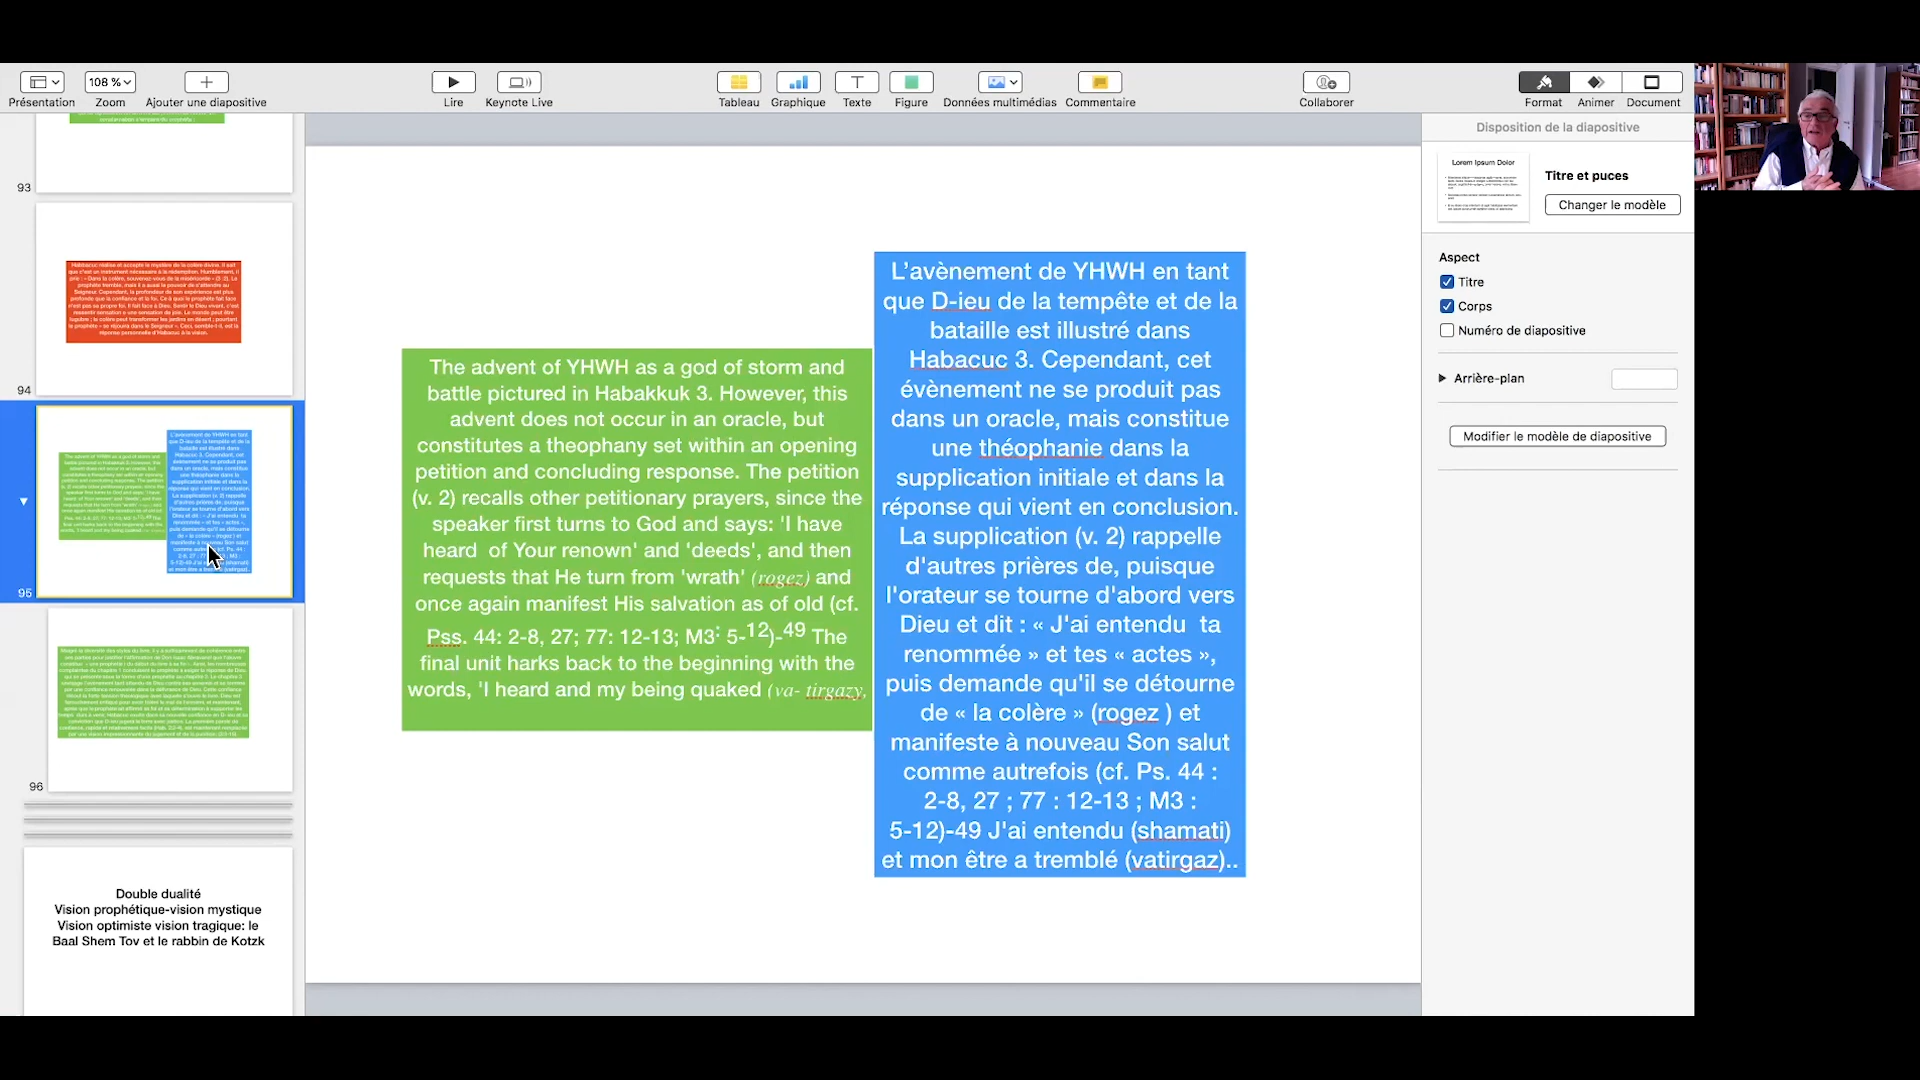 108 %
Présentation
Zoom
Ajouter une diapositive
Lire
Keynote Live
Tableau
Graphique
Texte
Figure
Données multimédias
Commentaire
Collaborer
Format
Animer
Document
93
94
95
96
Double dualité
Vision prophétique-vision mystique
Vision optimiste vision tragique: le
Baal Shem Tov et le rabbin de Kotzk
The advent of YHWH as a god of storm and
battle pictured in Habakkuk 3. However, this
advent does not occur in an oracle, but
constitutes a theophany set within an opening
petition and concluding response. The petition
(v. 2) recalls other petitionary prayers, since the
speaker first turns to God and says: 'I have
heard  of Your renown' and 'deeds', and then
requests that He turn from 'wrath' (rogez) and
once again manifest His salvation as of old (cf.
Pss. 44: 2-8, 27; 77: 12-13; M3: 5-12)-49 The
final unit harks back to the beginning with the
words, 'I heard and my being quaked (va- tirgazy,
L'avènement de YHWH en tant
que D-ieu de la tempête et de la
bataille est illustré dans
Habacuc 3. Cependant, cet
évènement ne se produit pas
dans un oracle, mais constitue
une théophanie dans la
supplication initiale et dans la
réponse qui vient en conclusion.
La supplication (v. 2) rappelle
d'autres prières de, puisque
l'orateur se tourne d'abord vers
Dieu et dit : « J'ai entendu  ta
renommée » et tes « actes »,
puis demande qu'il se détourne
de « la colère » (rogez ) et
manifeste à nouveau Son salut
comme autrefois (cf. Ps. 44 :
2-8, 27 ; 77 : 12-13 ; M3 :
5-12)-49 J'ai entendu (shamati)
et mon être a tremblé (vatirgaz)..
Disposition de la diapositive
Lorem Ipsum Dolor
Titre et puces
Changer le modèle
Aspect
Titre
Corps
Numéro de diapositive
Arrière-plan
Modifier le modèle de diapositive